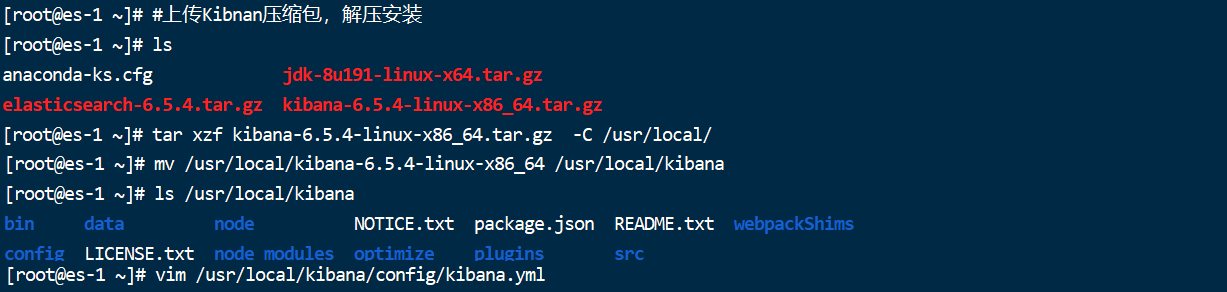 [root@es-1 ~]# #上传Kibnan压缩包，解压安装
[root@es-1 ~]# ls
anaconda-ks.cfg jdk-8u191-linux-x64.tar.gz
elasticsearch-6.5.4.tar.gz kibana-6.5.4-linux-x86_64.tar.gz
[root@es-1 ~]# tar xzf kibana-6.5.4-linux-x86_64.tar.gz -C /usr/local/
[root@es-1 ~]# mv /usr/local/kibana-6.5.4-linux-x86_64 /usr/local/kibana
[root@es-1 ~]# ls /usr/local/kibana
bin data node NOTICE.txt package.json README.txt webpackShims
config LICENSE.txt node_modules optimize plugins src
[root@es-1 ~]# vim /usr/local/kibana/config/kibana.yml